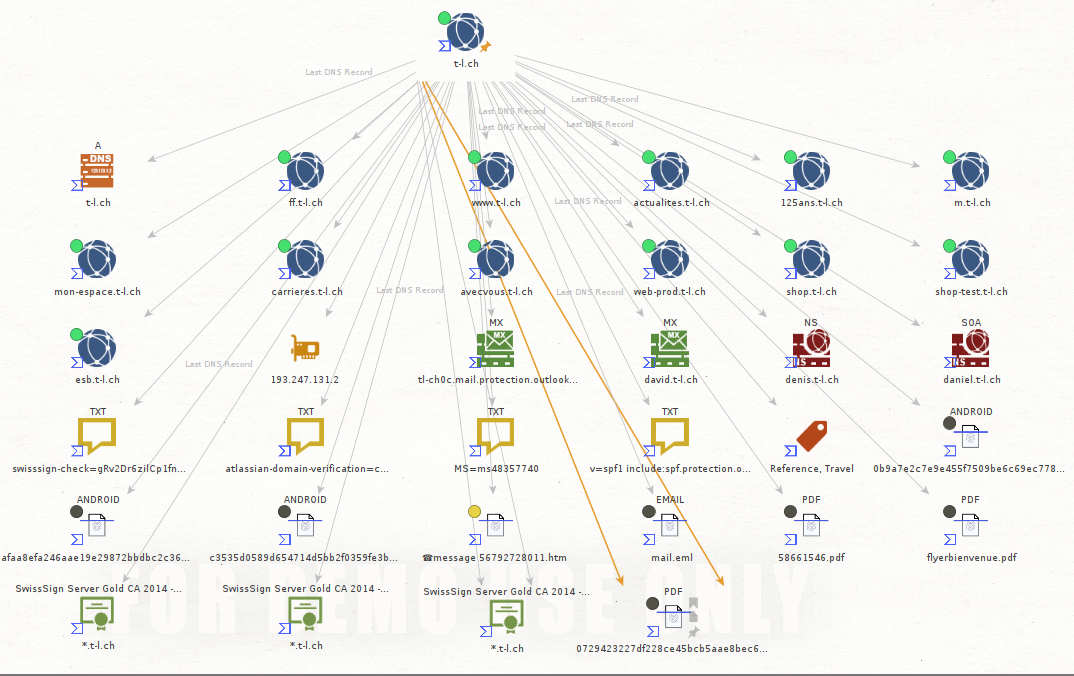 t-l.ch
Last DNS Record
Last DNS Record
Last DNS Record
Last DNS Record
Last DNS Record
A
DNS
t-l.ch
ff.t-l.ch
www.t-l.ch
actualites.t-l.ch
125ans.t-l.ch
m.t-l.ch
Last DNS Record
mon-espace.t-l.ch
carrieres.t-l.ch
avecvous.t-l.ch
web-prod.t-l.ch
shop.t-l.ch
shop-test.t-l.ch
Last DNS Record
Last DNS Record
MX
MX
NS
SOA
MX
MX
NS
NS
esb.t-l.ch
193.247.131.2
tl-ch0c.mail.protection.outlook...
david.t-l.ch
denis.t-l.ch
daniel.t-l.ch
Last DNS Record
TXT
TXT
TXT
TXT
ANDROID
swisssign-check=gRv2Dr6zilCp1fn...
atlassian-domain-verification=c...
MS=ms48357740
v=spf1 include:spf.protection.o...
Reference, Travel
0b9a7e2c7e9e455f7509be6c69ec778...
ANDROID
ANDROID
EMAIL
PDF
PDF
afaa8efa246aae19e29872bbdbc2c36...
c3535d0589d654714d5bb2f0359fe3b...
☎message 56792728011.htm
mail.eml
58661546.pdf
flyerbienvenue.pdf
SwissSign Server Gold CA 2014 -...
SwissSign Server Gold CA 2014 -...
SwissSign Server Gold CA 2014 -...
PDF
*.t-l.ch
*.t-l.ch
*.t-l.ch
0729423227df228ce45bcb5aae8bec6...
FOR DEMO USE ONLY